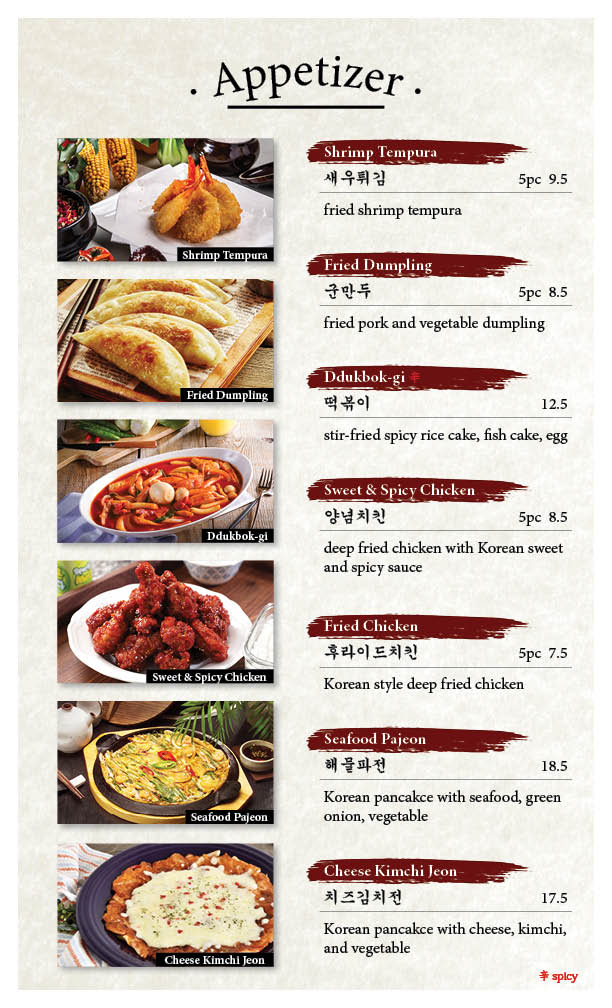 . Appetizer .
Shrimp Tempura
새우튀김 5pc 9.5
fried shrimp tempura
Shrimp Tempura
Fried Dumpling
군만두 5pc 8.5
fried pork and vegetable dumpling
Fried Dumpling
Ddukbok-gi 辛
떡볶이 12.5
stir-fried spicy rice cake, fish cake, egg
Ddukbok-gi
Sweet & Spicy Chicken
양념치킨 5pc 8.5
deep fried chicken with Korean sweet
and spicy sauce
Sweet & Spicy Chicken
Fried Chicken
후라이드치킨 5pc 7.5
Korean style deep fried chicken
Seafood Pajeon
해물파전 18.5
Korean pancakce with seafood, green
onion, vegetable
Seafood Pajeon
Cheese Kimchi Jeon
치즈김치전 17.5
Korean pancakce with cheese, kimchi,
and vegetable
Cheese Kimchi Jeon
辛 spicy